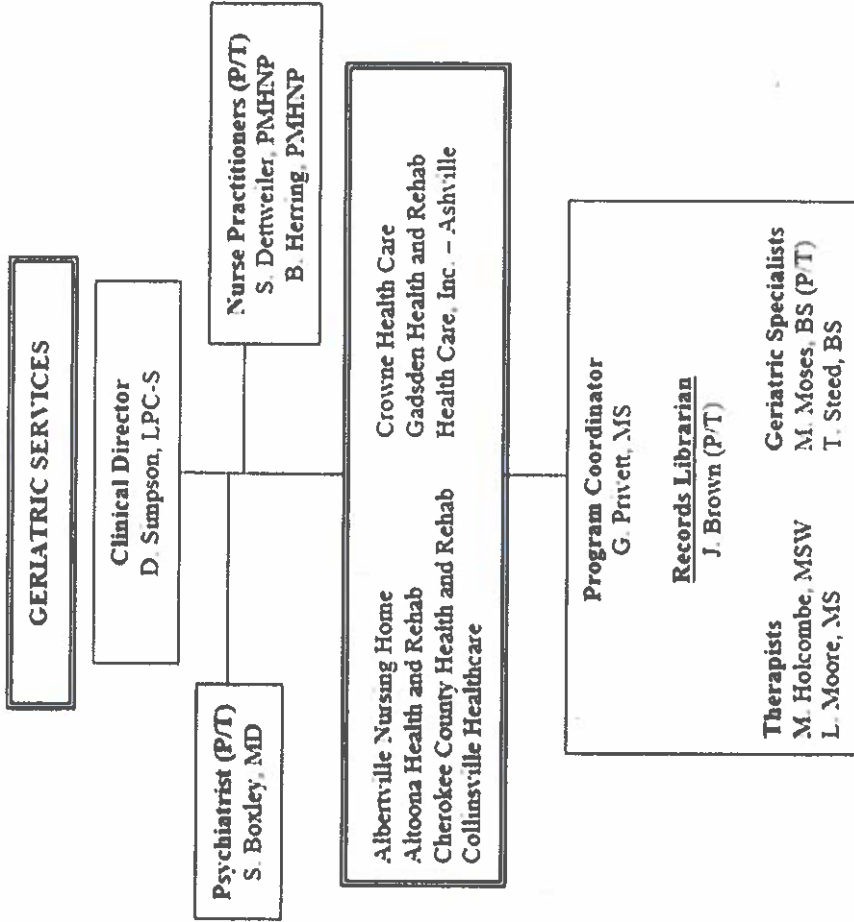 GERIATRIC SERVICES
Clinical Director
D. Simpson, LPC-S
Psychiatrist (P/T)
S. Boxley, MD
Nurse Practitioners (P/T)
S. Dettweiler, PMHNP
B. Herring, PMHNP
Albertville Nursing Home
Altoona Health and Rehab
Cherokee County Health and Rehab
Collinsville Healthcare
Crowne Health Care
Gadsden Health and Rehab
Health Care, Inc. – Ashville
Program Coordinator
G. Privett, MS
Records Librarian
J. Brown (P/T)
Therapists
M. Holcombe, MSW
L. Moore, MS
Geriatric Specialists
M. Moses, BS (P/T)
T. Steed, BS